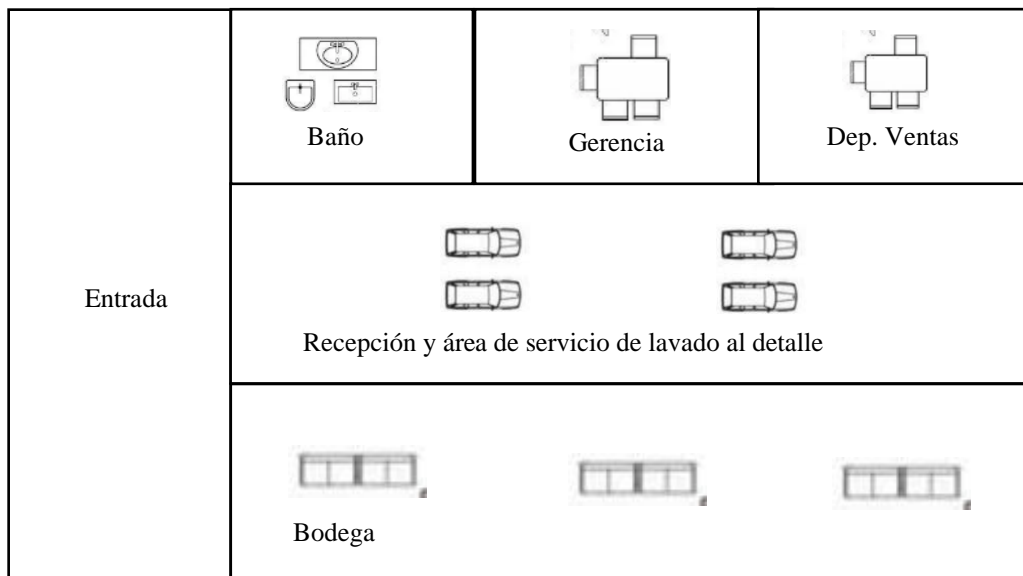 Baño
Gerencia
Dep. Ventas
Entrada
Recepción y área de servicio de lavado al detalle
Bodega